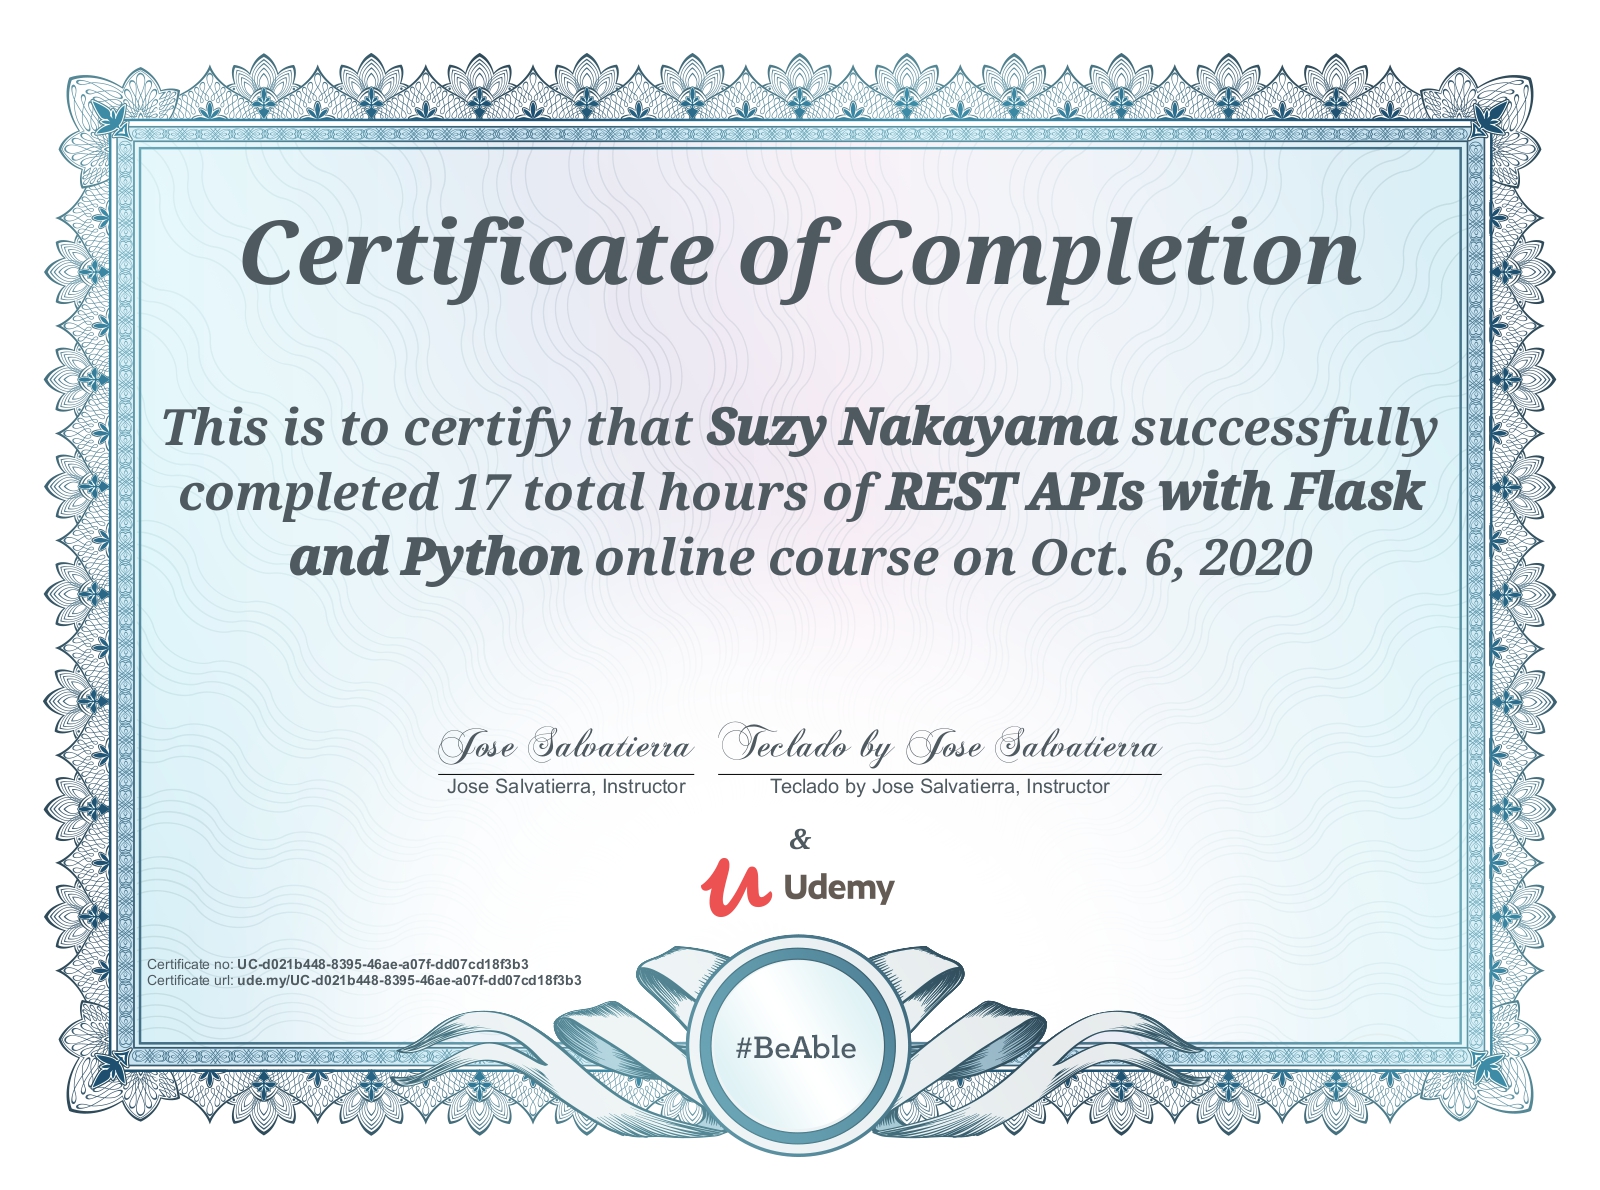 Certificate of Completion
This is to certify that Suzy Nakayama successfully
completed 17 total hours of REST APIs with Flask
and Python online course on Oct. 6, 2020
Jose Salvatierra
Jose Salvatierra, Instructor
Teclado by Jose Salvatierra
Teclado by Jose Salvatierra, Instructor
&
Udemy
Certificate no: UC-d021b448-8395-46ae-a07f-dd07cd18f3b3
Certificate url: ude.my/UC-d021b448-8395-46ae-a07f-dd07cd18f3b3
#BeAble